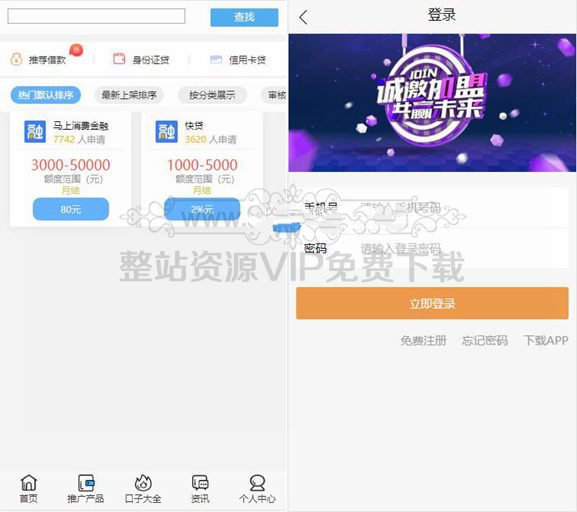 查找
推荐借款
热
身份证贷
信用卡贷
热门默认排序
最新上架排序
按分类展示
审核
融
马上消费金融
7742 人申请
3000-50000
额度范围（元）
月结
80元
融
快贷
3620 人申请
1000-5000
额度范围（元）
月结
2%元
首页
推广产品
口子大全
资讯
个人中心
登录
JOIN
诚邀加盟
共赢未来
手机号
请输入手机号码
密码
请输入登录密码
立即登录
免费注册
忘记密码
下载APP
整站资源VIP免费下载